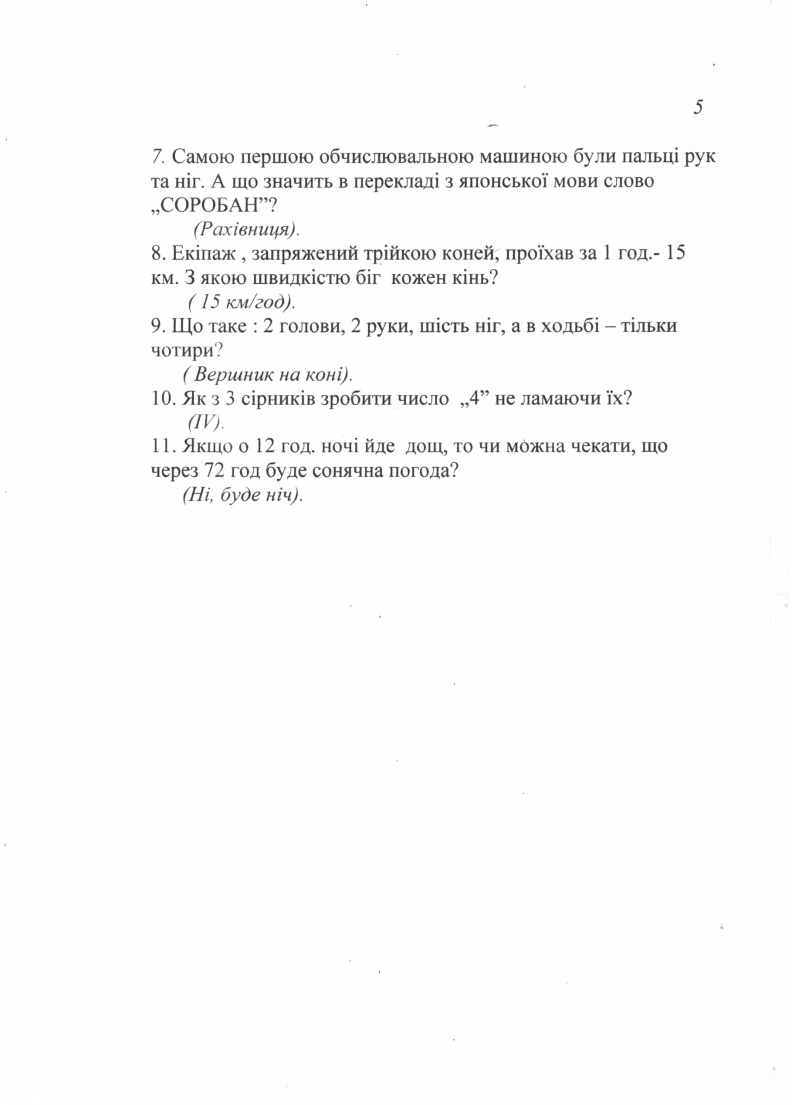 5
7. Самою першою обчислювальною машиною були пальці рук
та ніг. А що значить в перекладі з японської мови слово
„СОРОБАН”?
(Рахівниця).
8. Екіпаж , запряжений трійкою коней, проїхав за 1 год.- 15
км. З якою швидкістю біг кожен кінь?
( 15 км/год).
9. Що таке : 2 голови, 2 руки, шість ніг, а в ходьбі – тільки
чотири?
( Вершник на коні).
10. Як з 3 сірників зробити число „4” не ламаючи їх?
(IV).
11. Якщо о 12 год. ночі йде дощ, то чи можна чекати, що
через 72 год буде сонячна погода?
(Ні, буде ніч).